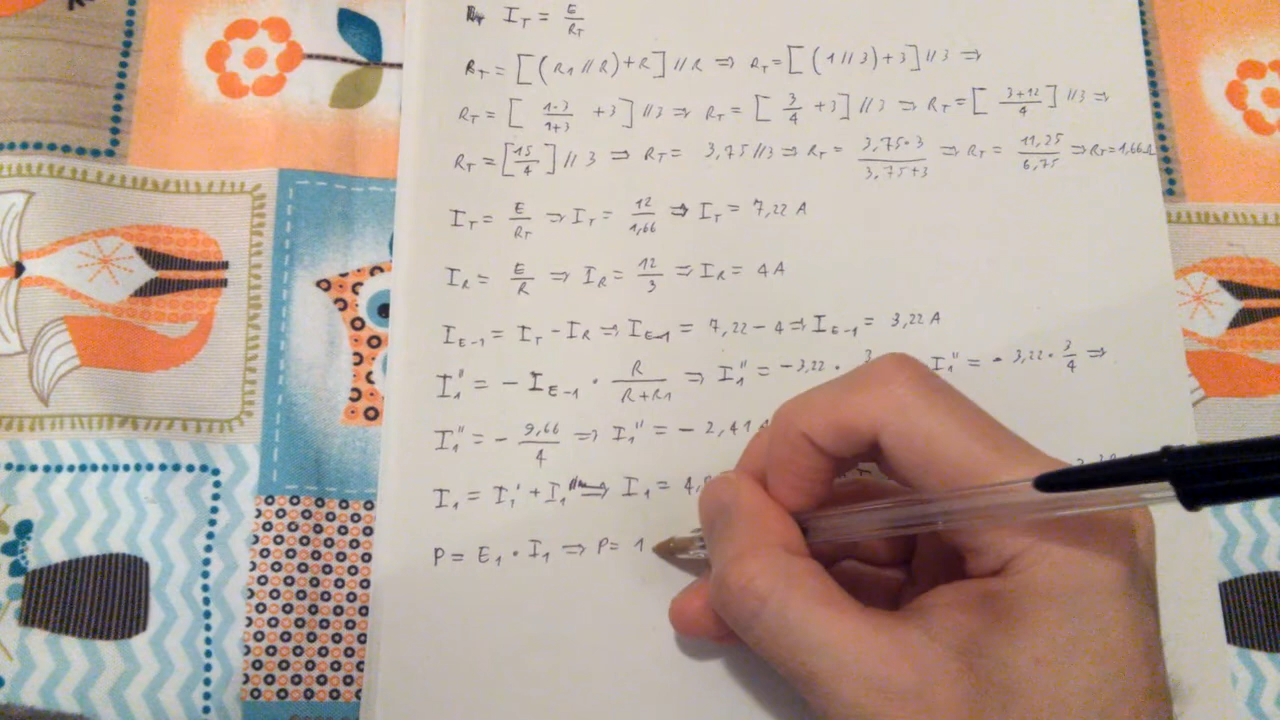 I_T = E/R_T
R_T = [(R1 // R) + R] // R ⇒ R_T = [(1 // 3) + 3] // 3 ⇒
R_T = [1·3/1+3 + 3] // 3 ⇒ R_T = [3/4 + 3] // 3 ⇒ R_T = [3+12/4] // 3 ⇒
R_T = [15/4] // 3 ⇒ R_T = 3,75 // 3 ⇒ R_T = 3,75·3/3,75+3 ⇒ R_T = 11,25/6,75 ⇒ R_T = 1,66 Ω
I_T = E/R_T ⇒ I_T = 12/1,66 ⇒ I_T = 7,22 A
I_R = E/R ⇒ I_R = 12/3 ⇒ I_R = 4 A
I_E-1 = I_T - I_R ⇒ I_E-1 = 7,22 - 4 ⇒ I_E-1 = 3,22 A
I_1'' = - I_E-1 · R/R+R1 ⇒ I_1'' = -3,22 · 3 I_1'' = - 3,22 · 3/4 ⇒
I_1'' = - 9,66/4 ⇒ I_1'' = - 2,41 A
I_1 = I_1' + I_1'' ⇒ I_1 = 4,
P = E_1 · I_1 ⇒ P = 1